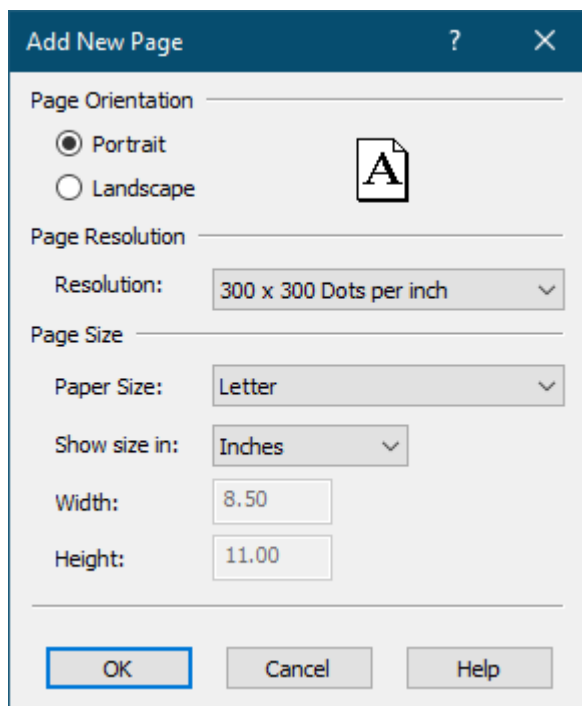 Add New Page ?
Page Orientation
Portrait
A
Landscape
Page Resolution
Resolution: 300 x 300 Dots per inch
Page Size
Paper Size: Letter
Show size in: Inches
Width: 8.50
Height: 11.00
OK Cancel Help